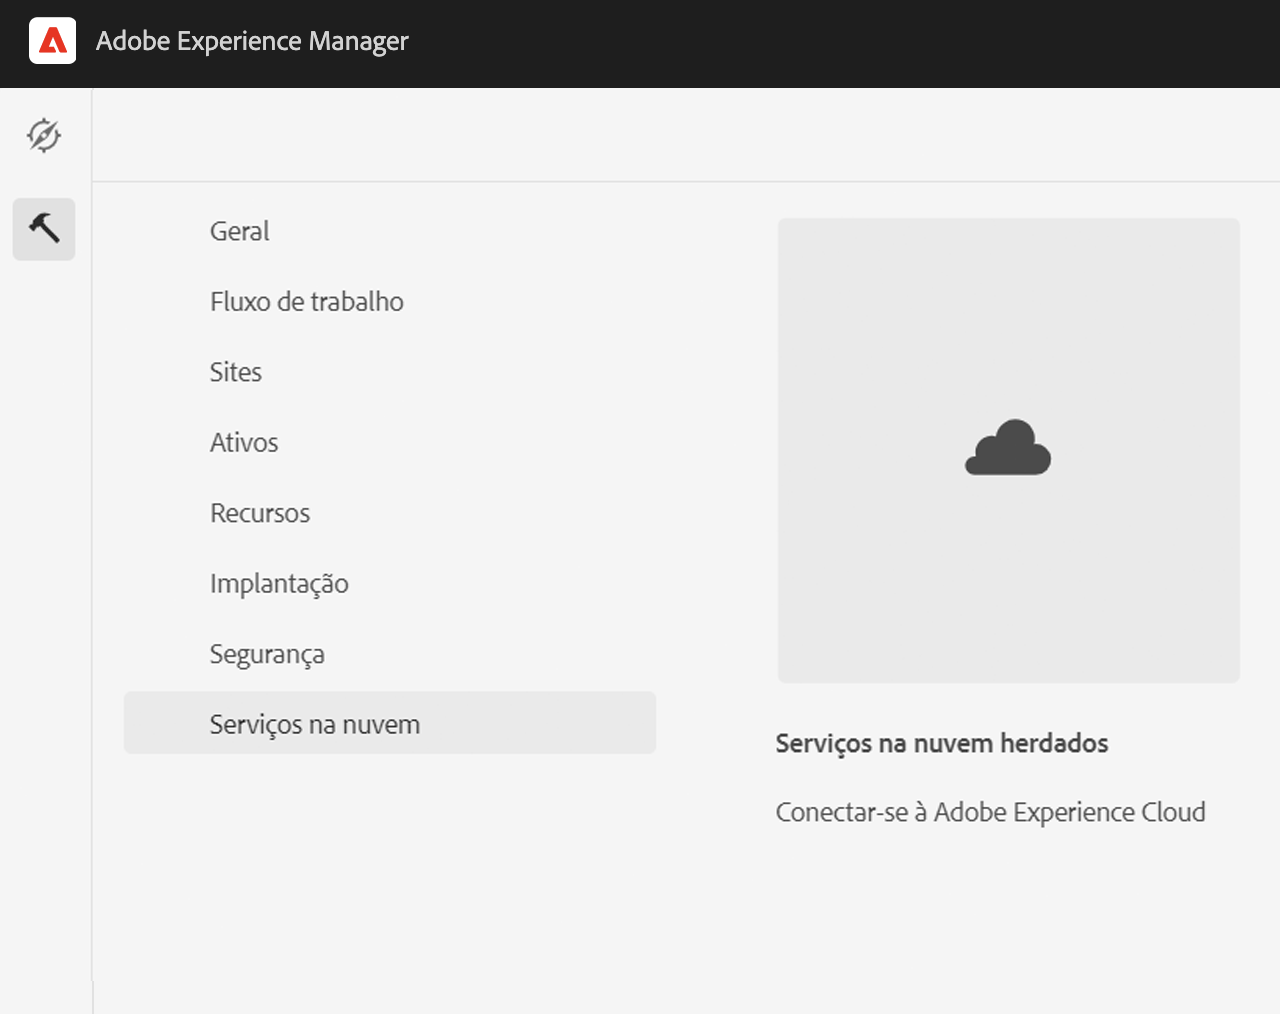 Adobe Experience Manager
Geral
Fluxo de trabalho
Sites
Ativos
Recursos
Implantação
Segurança
Serviços na nuvem
Serviços na nuvem herdados
Conectar-se à Adobe Experience Cloud